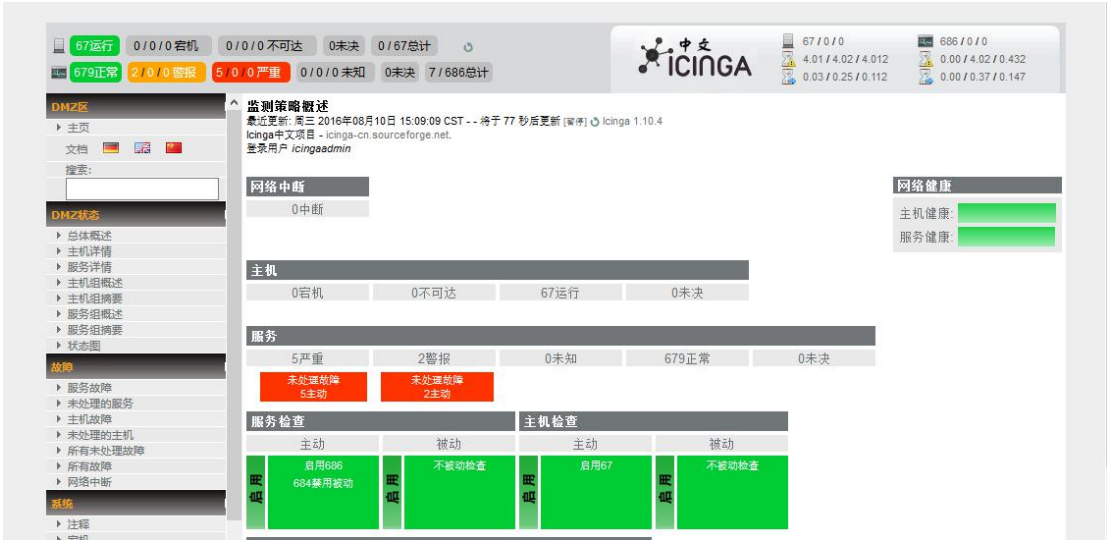 67运行 0/0/0宕机 0/0/0不可达 0未决 0/67总计
679正常 2/0/0警报 5/0/0严重 0/0/0未知 0未决 7/686总计
中文
ICINGA
67/0/0 686/0/0
4.01/4.02/4.012 0.00/4.02/0.432
0.03/0.25/0.112 0.00/0.37/0.147
DMZ区
主页
文档
搜索:
DMZ状态
总体概述
主机详情
服务详情
主机组概述
主机组摘要
服务组概述
服务组摘要
状态图
故障
服务故障
未处理的服务
主机故障
未处理的主机
所有未处理故障
所有故障
网络中断
系统
注释
宕机
监测策略概述
最近更新: 周三 2016年08月10日 15:09:09 CST - - 将于 77 秒后更新 [暂停] Icinga 1.10.4
Icinga中文项目 - icinga-cn.sourceforge.net.
登录用户 icingaadmin
网络中断
0中断
网络健康
主机健康:
服务健康:
主机
0宕机 0不可达 67运行 0未决
服务
5严重 2警报 0未知 679正常 0未决
未处理故障 未处理故障
5主动 2主动
服务检查 主机检查
主动 被动 主动 被动
启用 启用686 启用 不被动检查 启用 启用67 启用 不被动检查
684禁用被动